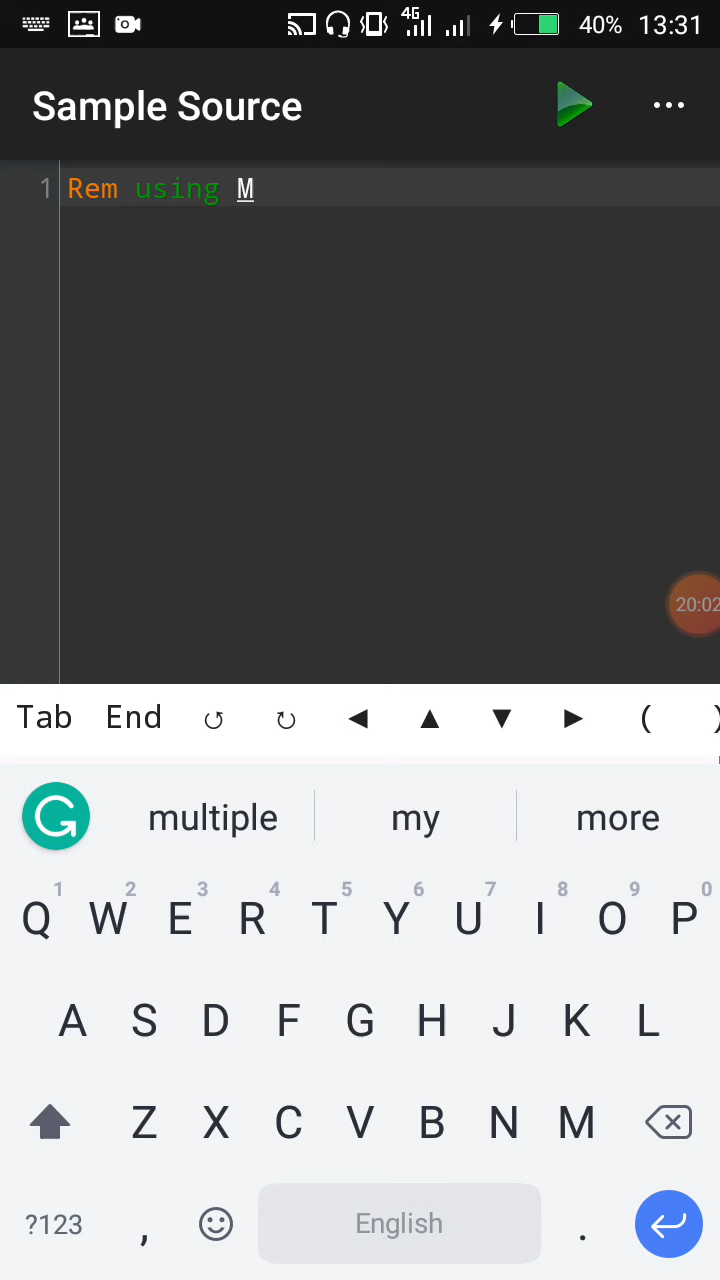 4G 40% 13:31
Sample Source
1 Rem using M
20:02
Tab End ( )
multiple my more
1 2 3 4 5 6 7 8 9 0
Q W E R T Y U I O P
A S D F G H J K L
Z X C V B N M
?123 , English .